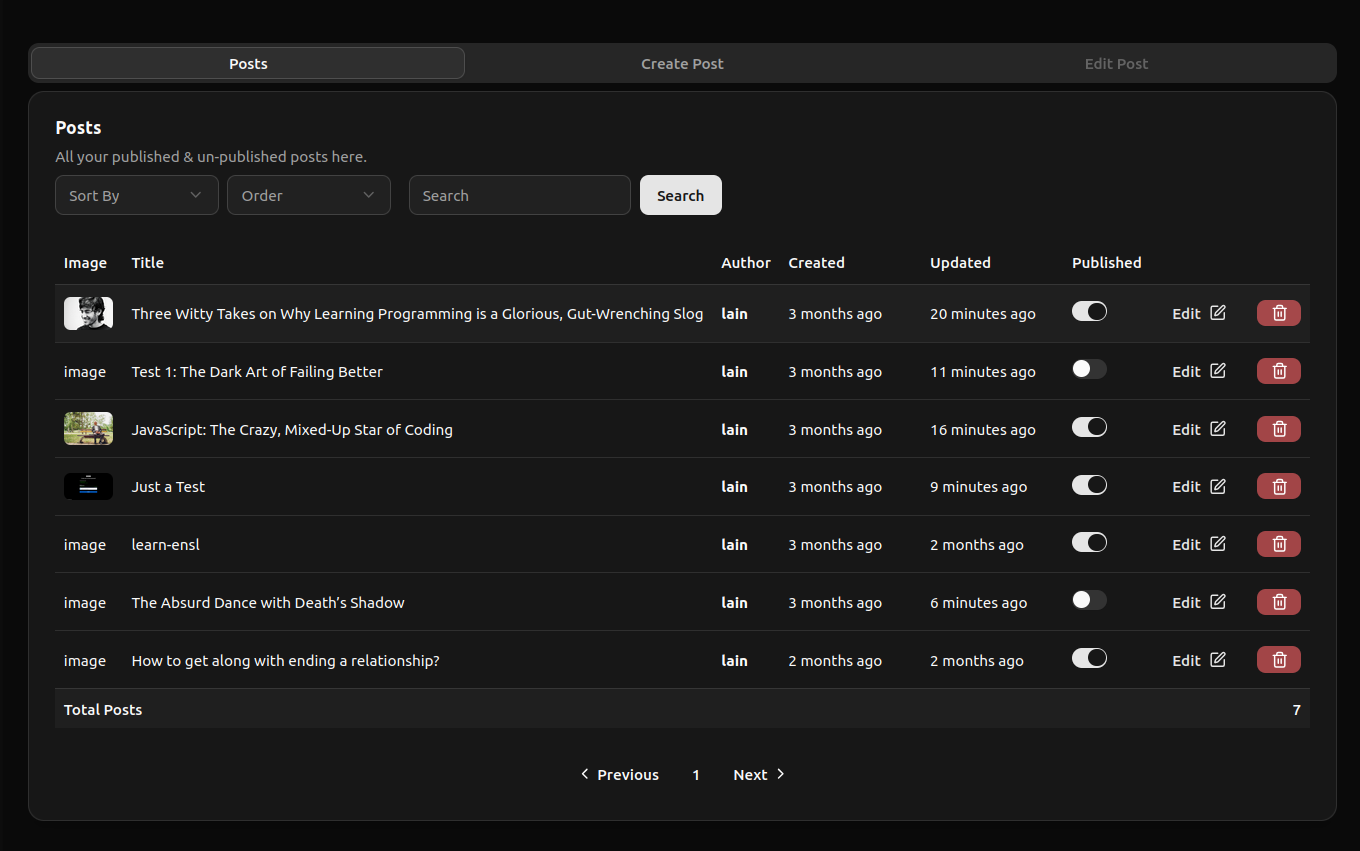 Posts Create Post Edit Post
Posts
All your published & un-published posts here.
Sort By Order Search Search
Image Title Author Created Updated Published
Three Witty Takes on Why Learning Programming is a Glorious, Gut-Wrenching Slog lain 3 months ago 20 minutes ago Edit
image Test 1: The Dark Art of Failing Better lain 3 months ago 11 minutes ago Edit
JavaScript: The Crazy, Mixed-Up Star of Coding lain 3 months ago 16 minutes ago Edit
Just a Test lain 3 months ago 9 minutes ago Edit
image learn-ensl lain 3 months ago 2 months ago Edit
image The Absurd Dance with Death’s Shadow lain 3 months ago 6 minutes ago Edit
image How to get along with ending a relationship? lain 2 months ago 2 months ago Edit
Total Posts 7
Previous 1 Next